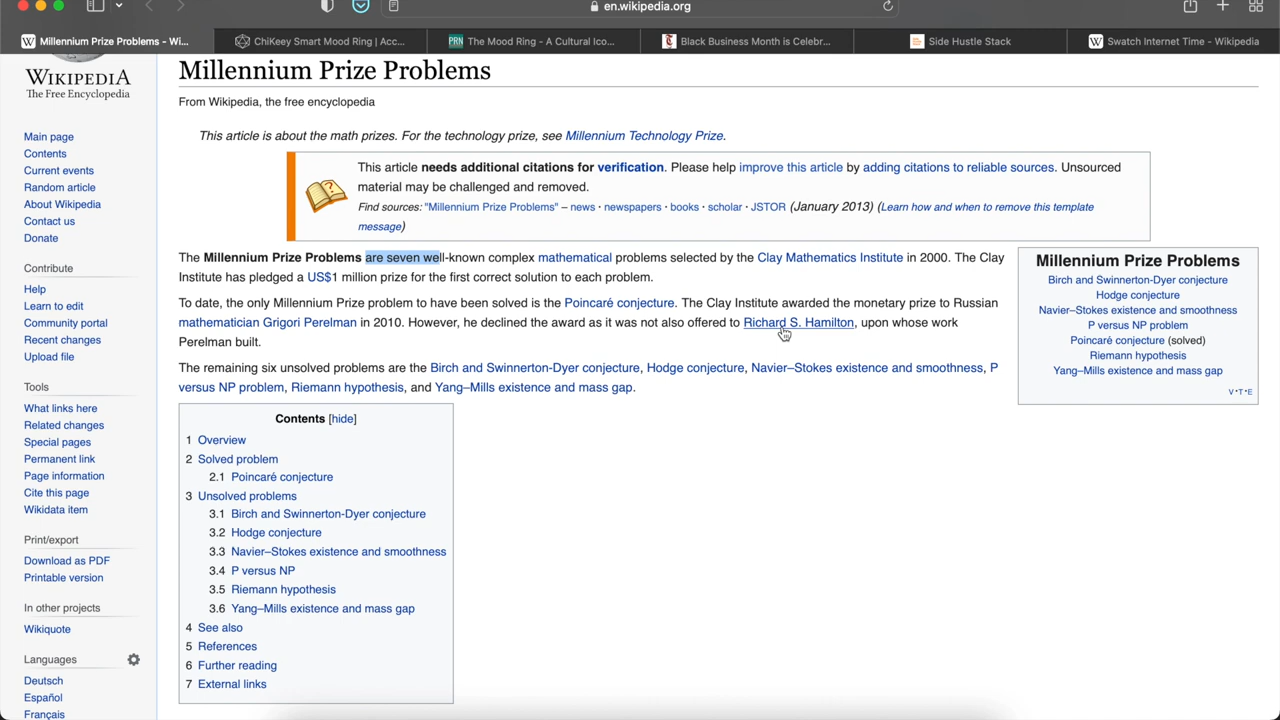 en.wikipedia.org
Millennium Prize Problems - Wi...
ChiKey Smart Mood Ring | Acc...
PRN
The Mood Ring - A Cultural Ico...
Black Business Month is Celebr...
Side Hustle Stack
W Swatch Internet Time - Wikipedia
WIKIPEDIA
The Free Encyclopedia
Main page
Contents
Current events
Random article
About Wikipedia
Contact us
Donate
Contribute
Help
Learn to edit
Community portal
Recent changes
Upload file
Tools
What links here
Related changes
Special pages
Permanent link
Page information
Cite this page
Wikidata item
Print/export
Download as PDF
Printable version
In other projects
Wikiquote
Languages
Deutsch
Español
Français
Millennium Prize Problems
From Wikipedia, the free encyclopedia
This article is about the math prizes. For the technology prize, see Millennium Technology Prize.
This article needs additional citations for verification. Please help improve this article by adding citations to reliable sources. Unsourced
material may be challenged and removed.
Find sources: "Millennium Prize Problems" – news · newspapers · books · scholar · JSTOR (January 2013) (Learn how and when to remove this template
message)
The Millennium Prize Problems are seven well-known complex mathematical problems selected by the Clay Mathematics Institute in 2000. The Clay
Institute has pledged a US$1 million prize for the first correct solution to each problem.
To date, the only Millennium Prize problem to have been solved is the Poincaré conjecture. The Clay Institute awarded the monetary prize to Russian
mathematician Grigori Perelman in 2010. However, he declined the award as it was not also offered to Richard S. Hamilton, upon whose work
Perelman built.
The remaining six unsolved problems are the Birch and Swinnerton-Dyer conjecture, Hodge conjecture, Navier–Stokes existence and smoothness, P
versus NP problem, Riemann hypothesis, and Yang–Mills existence and mass gap.
Contents [hide]
1 Overview
2 Solved problem
2.1 Poincaré conjecture
3 Unsolved problems
3.1 Birch and Swinnerton-Dyer conjecture
3.2 Hodge conjecture
3.3 Navier–Stokes existence and smoothness
3.4 P versus NP
3.5 Riemann hypothesis
3.6 Yang–Mills existence and mass gap
4 See also
5 References
6 Further reading
7 External links
Millennium Prize Problems
Birch and Swinnerton-Dyer conjecture
Hodge conjecture
Navier–Stokes existence and smoothness
P versus NP problem
Poincaré conjecture (solved)
Riemann hypothesis
Yang–Mills existence and mass gap
V·T·E